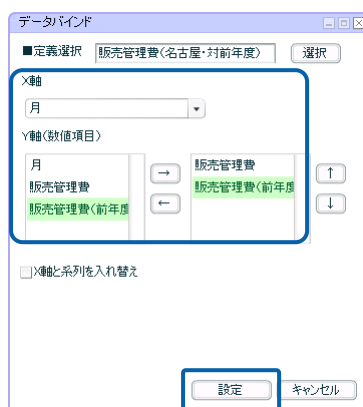 データバインド
■定義選択 販売管理費(名古屋・対前年度) 選択
X軸
月
Y軸(数値項目)
月
販売管理費
販売管理費(前年度
→
←
販売管理費
販売管理費(前年度
↑
↓
X軸と系列を入れ替え
設定 キャンセル